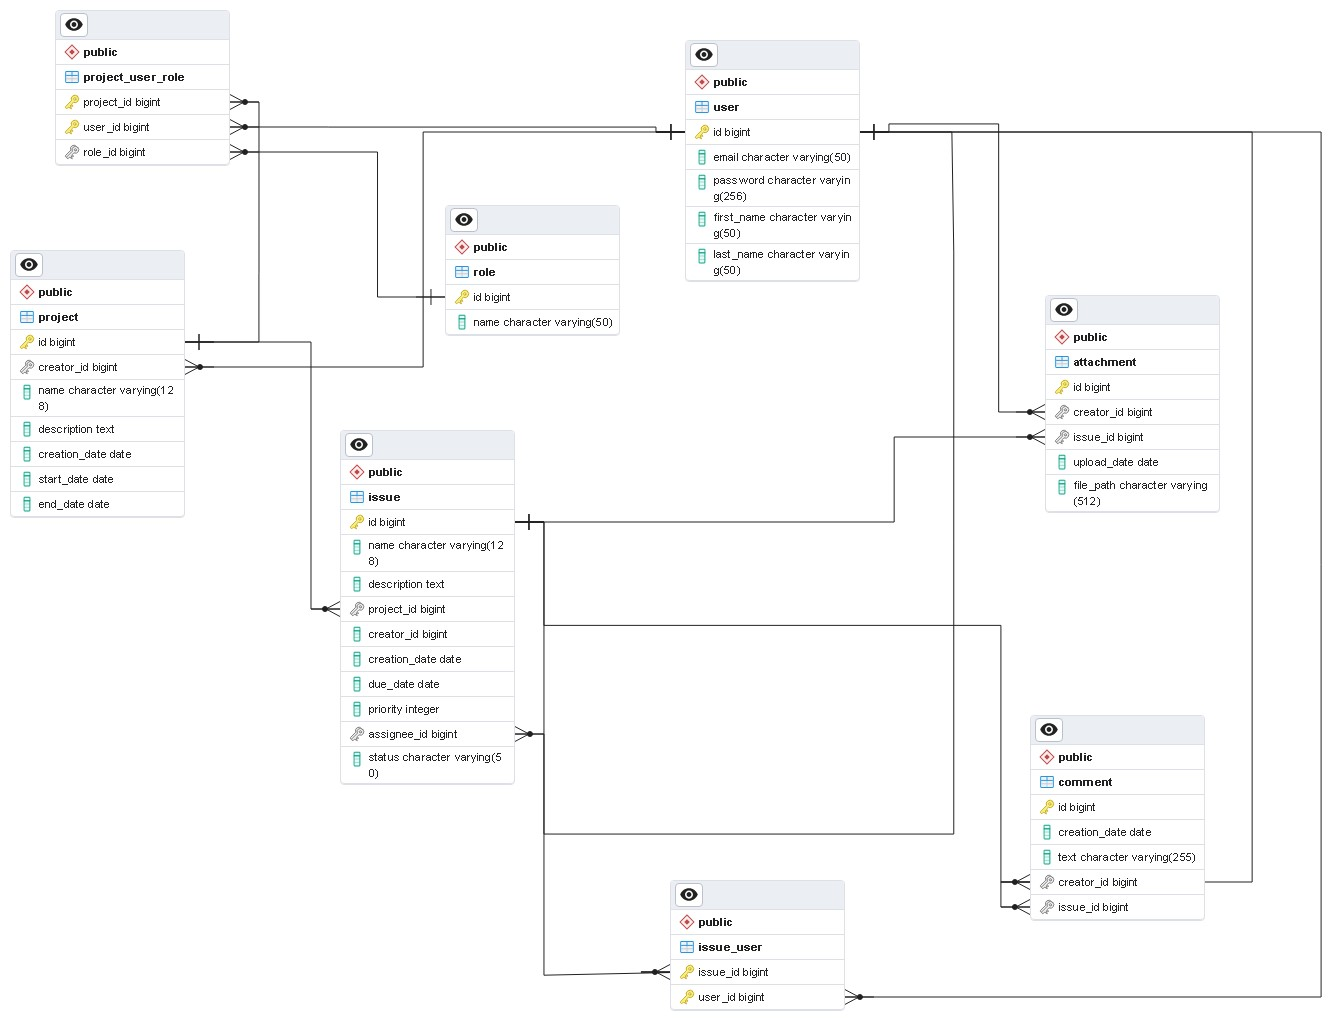 public
project_user_role
project_id bigint
user_id bigint
role_id bigint
public
user
id bigint
email character varying(50)
password character varyin
g(256)
first_name character varyin
g(50)
last_name character varyin
g(50)
public
role
id bigint
name character varying(50)
public
project
id bigint
creator_id bigint
name character varying(12
8)
description text
creation_date date
start_date date
end_date date
public
attachment
id bigint
creator_id bigint
issue_id bigint
upload_date date
file_path character varying
(512)
public
issue
id bigint
name character varying(12
8)
description text
project_id bigint
creator_id bigint
creation_date date
due_date date
priority integer
assignee_id bigint
status character varying(5
0)
public
comment
id bigint
creation_date date
text character varying(255)
creator_id bigint
issue_id bigint
public
issue_user
issue_id bigint
user_id bigint